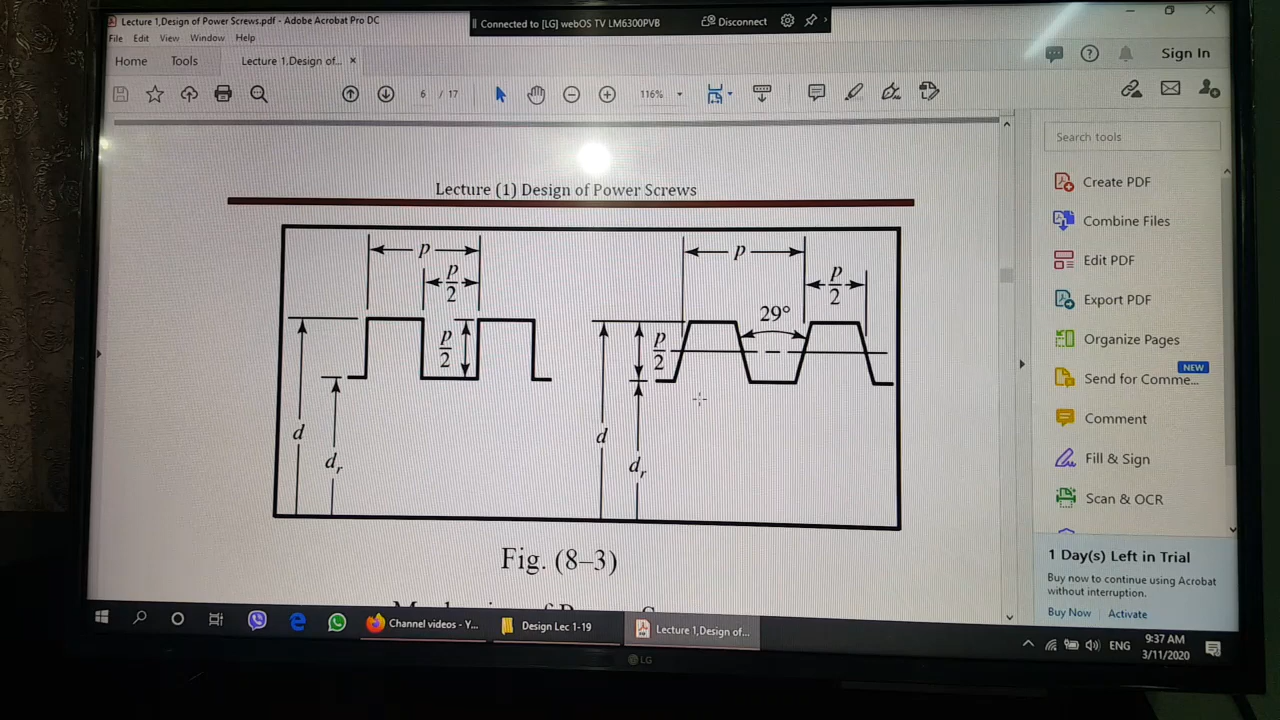 Lecture 1,Design of Power Screws.pdf - Adobe Acrobat Pro DC
Connected to [LG] webOS TV LM6300PVB
Disconnect
File Edit View Window Help
Home
Tools
Lecture 1,Design of...
Sign In
6 / 17
116%
Lecture (1) Design of Power Screws
p
p
2
p
2
d
dr
p
p
2
29°
p
2
d
dr
Fig. (8–3)
Search tools
Create PDF
Combine Files
Edit PDF
Export PDF
Organize Pages
NEW
Send for Comme...
Comment
Fill & Sign
Scan & OCR
1 Day(s) Left in Trial
Buy now to continue using Acrobat
without interruption.
Buy Now Activate
Channel videos - Y...
Design Lec 1-19
Lecture 1,Design of...
ENG
9:37 AM
3/11/2020
LG